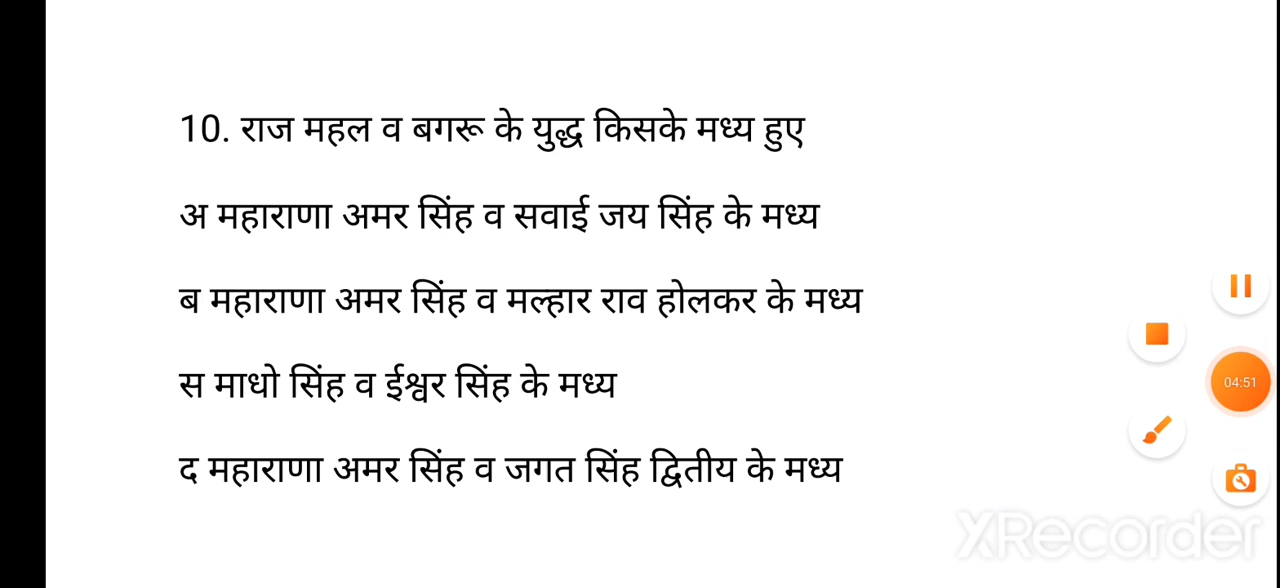 10. राज महल व बगरू के युद्ध किसके मध्य हुए
अ महाराणा अमर सिंह व सवाई जय सिंह के मध्य
ब महाराणा अमर सिंह व मल्हार राव होलकर के मध्य
स माधो सिंह व ईश्वर सिंह के मध्य
द महाराणा अमर सिंह व जगत सिंह द्वितीय के मध्य
04:51
XRecorder